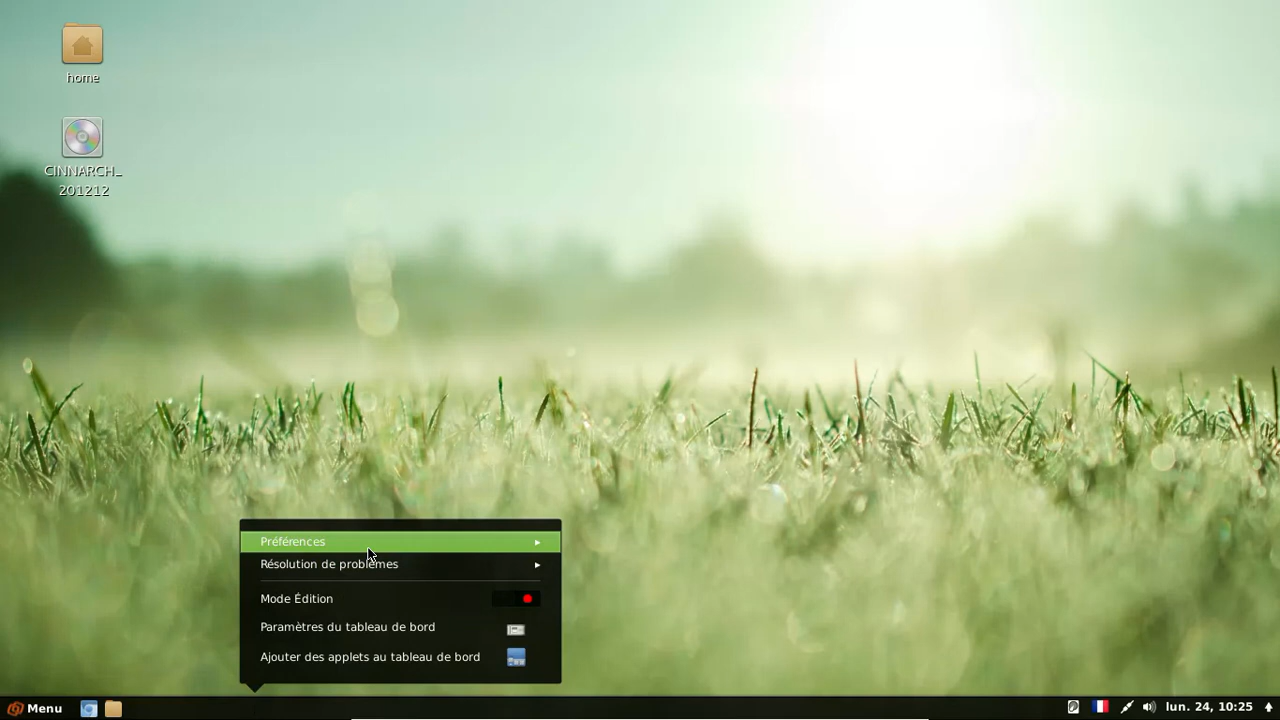 home
CINNARCH_
201212
Préférences
Résolution de problèmes
Mode Édition
Paramètres du tableau de bord
Ajouter des applets au tableau de bord
Menu
lun. 24, 10:25